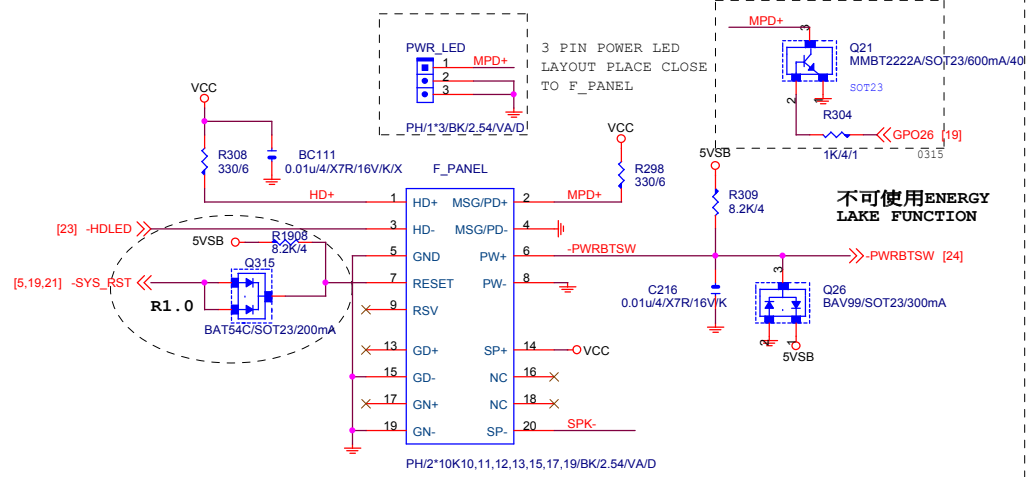 PWR_LED
1
2
3
MPD+
3 PIN POWER LED
LAYOUT PLACE CLOSE
TO F_PANEL
PH/1*3/BK/2.54/VA/D
MPD+
3
Q21
MMBT2222A/SOT23/600mA/40
SOT23
2
1
R304
GPO26 [19]
1K/4/1
0315
VCC
R308
330/6
BC111
0.01u/4/X7R/16V/K/X
F_PANEL
VCC
R298
330/6
5VSB
R309
8.2K/4
不可使用ENERGY
LAKE FUNCTION
HD+
1
HD+
MSG/PD+
2
MPD+
[23] -HDLED
3
HD-
MSG/PD-
4
5VSB
R1908
8.2K/4
5
GND
PW+
6
-PWRBTSW
-PWRBTSW [24]
[5,19,21] -SYS_RST
Q315
7
RESET
PW-
8
R1.0
BAT54C/SOT23/200mA
9
RSV
C216
0.01u/4/X7R/16V/K
3
Q26
BAV99/SOT23/300mA
2
1
5VSB
13
GD+
SP+
14
VCC
15
GD-
NC
16
17
GN+
NC
18
19
GN-
SP-
20
SPK-
PH/2*10K10,11,12,13,15,17,19/BK/2.54/VA/D